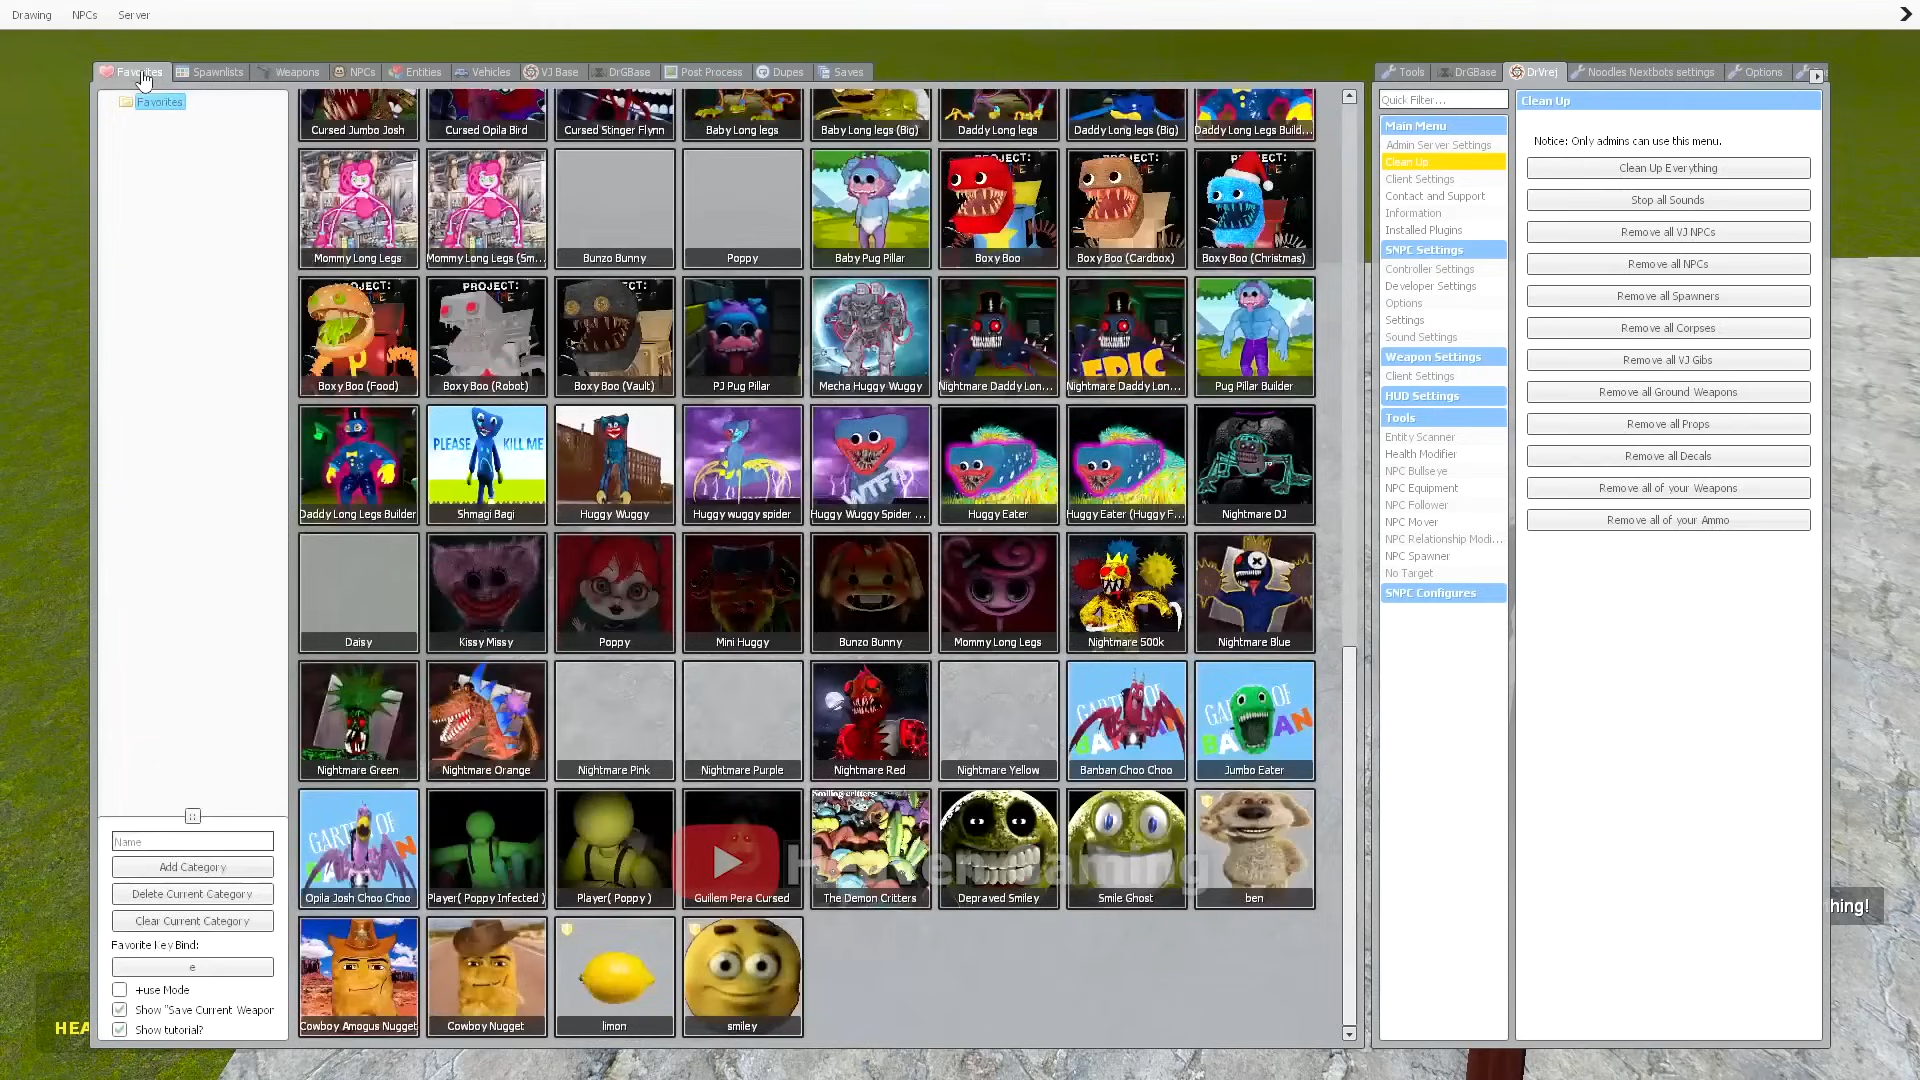 Drawing NPCs Server
Favorites Spawnlists Weapons NPCs Entities Vehicles VJ Base DrGBase Post Process Dupes Saves
Favorites
Cursed Jumbo Josh Cursed Opila Bird Cursed Stinger Flynn Baby Long legs Baby Long legs (Big) Daddy Long legs Daddy Long legs (Big) Daddy Long Legs Build...
PROJECT: PROJECT: PROJECT:
Mommy Long Legs Mommy Long Legs (Sm... Bunzo Bunny Poppy Baby Pug Pillar Boxy Boo Boxy Boo (Cardbox) Boxy Boo (Christmas)
PROJECT: PROJECT: PROJECT:
EPIC
Boxy Boo (Food) Boxy Boo (Robot) Boxy Boo (Vault) PJ Pug Pillar Mecha Huggy Wuggy Nightmare Daddy Lon... Nightmare Daddy Lon... Pug Pillar Builder
PLEASE KILL ME
WTF
Daddy Long Legs Builder Shmagi Bagi Huggy Wuggy Huggy wuggy spider Huggy Wuggy Spider ... Huggy Eater Huggy Eater (Huggy F... Nightmare DJ
Daisy Kissy Missy Poppy Mini Huggy Bunzo Bunny Mommy Long Legs Nightmare 500k Nightmare Blue
Nightmare Green Nightmare Orange Nightmare Pink Nightmare Purple Nightmare Red Nightmare Yellow Banban Choo Choo Jumbo Eater
Smiling critters
Opila Josh Choo Choo Player( Poppy Infected ) Player( Poppy ) Guillem Pera Cursed The Demon Critters Depraved Smiley Smile Ghost ben
Cowboy Amogus Nugget Cowboy Nugget limon smiley
Name
Add Category
Delete Current Category
Clear Current Category
Favorite Key Bind:
e
+use Mode
Show "Save Current Weapor
Show tutorial?
HEA
Tools DrGBase DrVrej Noodles Nextbots settings Options
Quick Filter...
Main Menu
Admin Server Settings
Clean Up
Client Settings
Contact and Support
Information
Installed Plugins
SNPC Settings
Controller Settings
Developer Settings
Options
Settings
Sound Settings
Weapon Settings
Client Settings
HUD Settings
Tools
Entity Scanner
Health Modifier
NPC Bullseye
NPC Equipment
NPC Follower
NPC Mover
NPC Relationship Modi...
NPC Spawner
No Target
SNPC Configures
Clean Up
Notice: Only admins can use this menu.
Clean Up Everything
Stop all Sounds
Remove all VJ NPCs
Remove all NPCs
Remove all Spawners
Remove all Corpses
Remove all VJ Gibs
Remove all Ground Weapons
Remove all Props
Remove all Decals
Remove all of your Weapons
Remove all of your Ammo
hing!